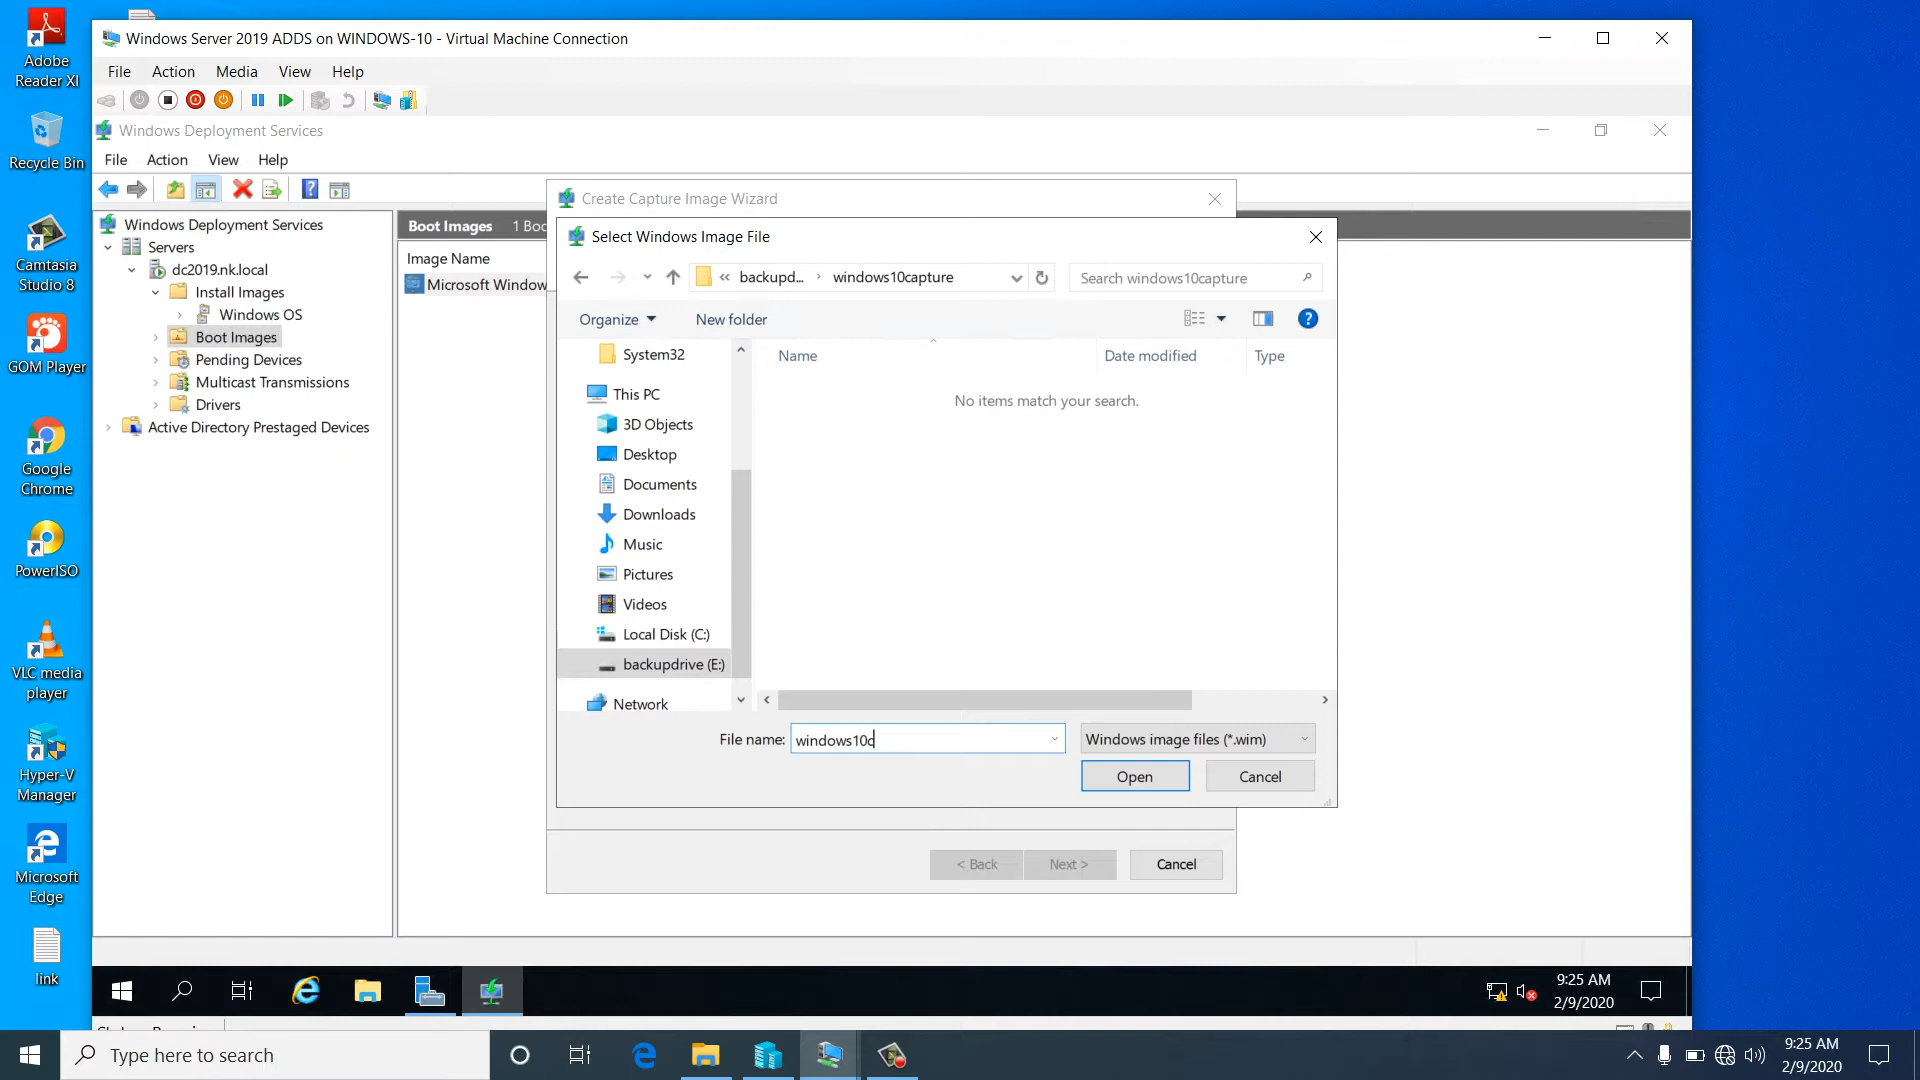 Adobe
Reader XI
Recycle Bin
Camtasia
Studio 8
GOM Player
Google
Chrome
PowerISO
VLC media
player
Hyper-V
Manager
Microsoft
Edge
link
Windows Server 2019 ADDS on WINDOWS-10 - Virtual Machine Connection
File Action Media View Help
Windows Deployment Services
File Action View Help
Windows Deployment Services
Servers
dc2019.nk.local
Install Images
Windows OS
Boot Images
Pending Devices
Multicast Transmissions
Drivers
Active Directory Prestaged Devices
Boot Images 1 Boo
Image Name
Microsoft Window
Create Capture Image Wizard
Select Windows Image File
« backupd... › windows10capture
Search windows10capture
Organize New folder
System32
This PC
3D Objects
Desktop
Documents
Downloads
Music
Pictures
Videos
Local Disk (C:)
backupdrive (E:)
Network
Name Date modified Type
No items match your search.
File name: windows10c
Windows image files (*.wim)
Open Cancel
< Back Next > Cancel
9:25 AM
2/9/2020
Type here to search
9:25 AM
2/9/2020